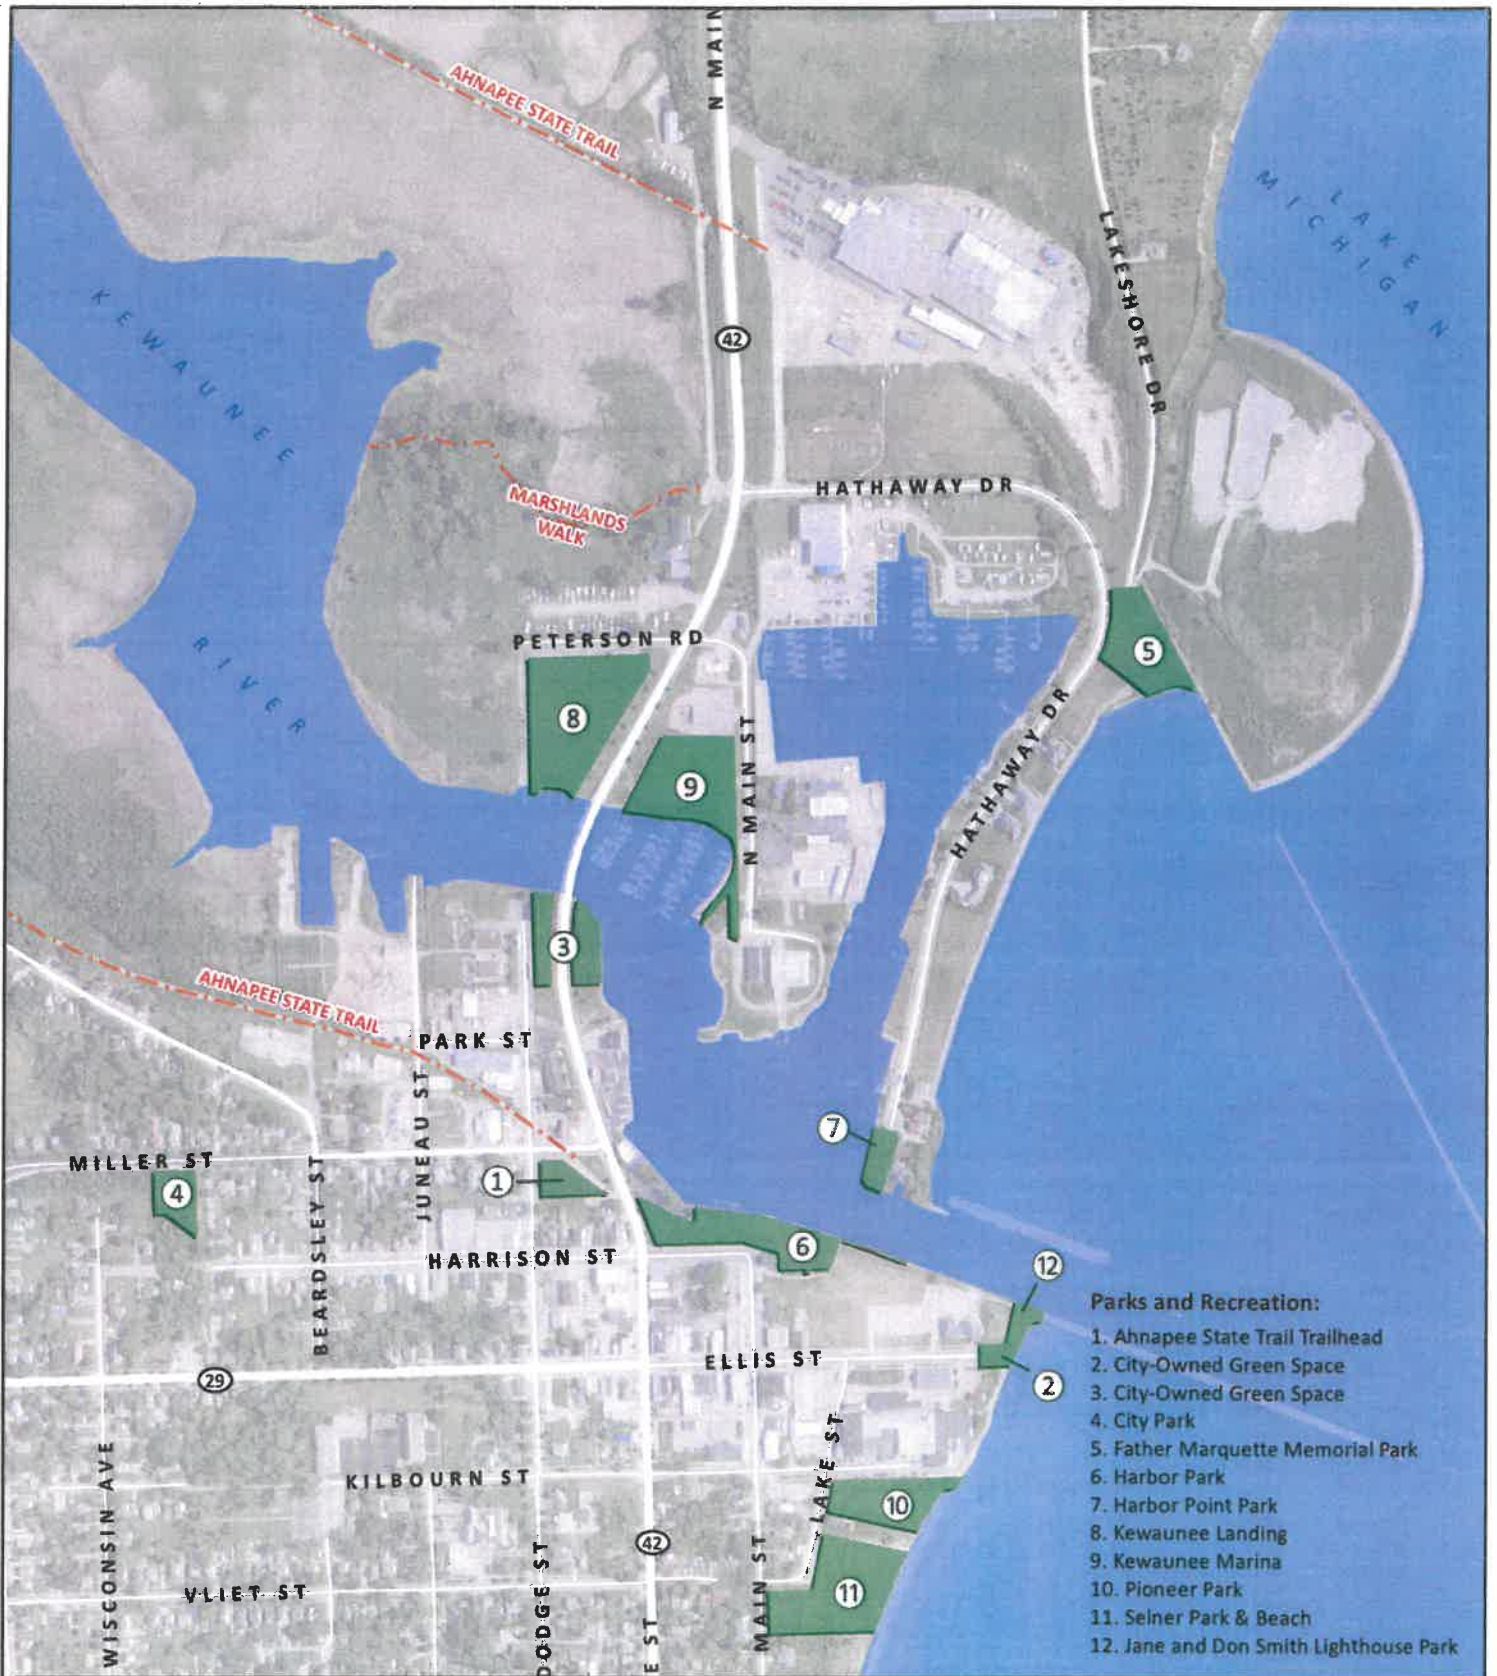 N MAIN
AHNAPEE STATE TRAIL
LAKE
MICHIGAN
LAKESHORE DR
KEWAUNEE
42
HATHAWAY DR
MARSHLANDS
WALK
PETERSON RD
5
RIVER
8
N MAIN ST
9
HATHAWAY DR
3
AHNAPEE STATE TRAIL
PARK ST
JUNEAU ST
7
MILLER ST
4
1
BEARDSLEY ST
6
HARRISON ST
12
ELLIS ST
29
2
LAKE ST
KILBOURN ST
WISCONSIN AVE
10
42
DODGE ST
MAIN ST
VLIET ST
11
E ST
Parks and Recreation:
1. Ahnapee State Trail Trailhead
2. City-Owned Green Space
3. City-Owned Green Space
4. City Park
5. Father Marquette Memorial Park
6. Harbor Park
7. Harbor Point Park
8. Kewaunee Landing
9. Kewaunee Marina
10. Pioneer Park
11. Selner Park & Beach
12. Jane and Don Smith Lighthouse Park